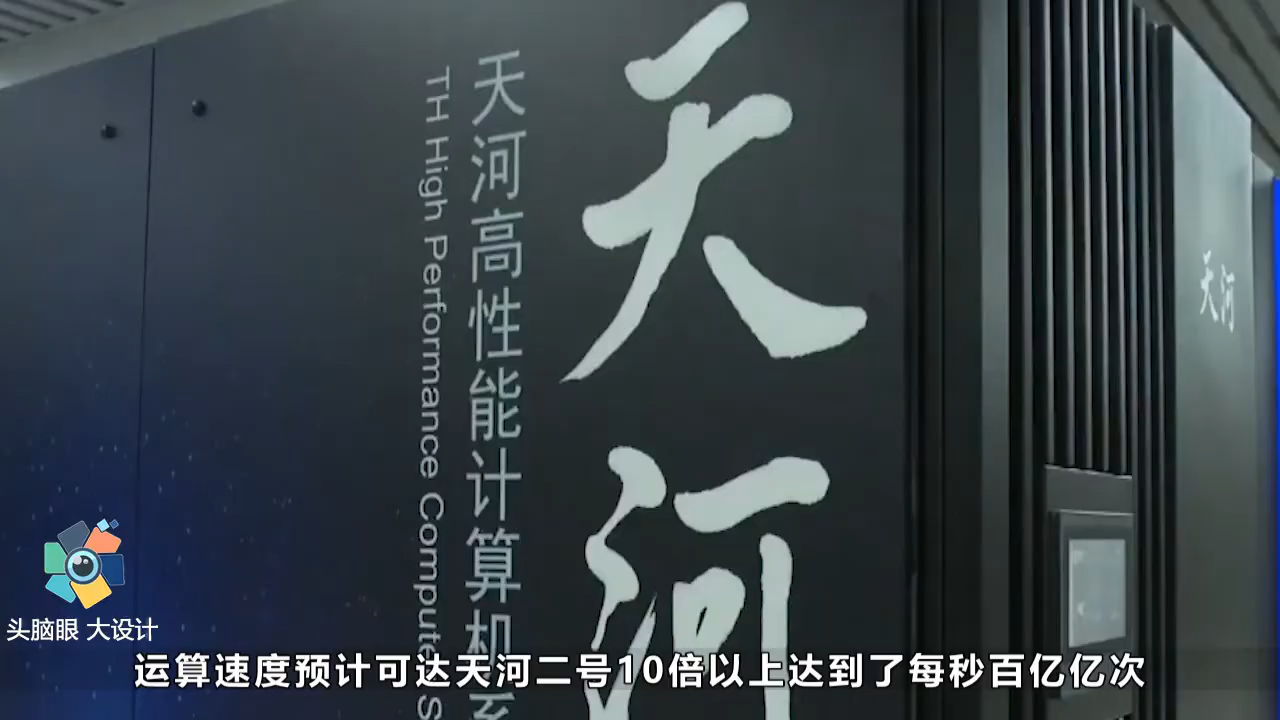 天河
天河高性能计算机系
TH High Performance Compute S
天河
头脑眼 大设计
运算速度预计可达天河二号10倍以上达到了每秒百亿亿次